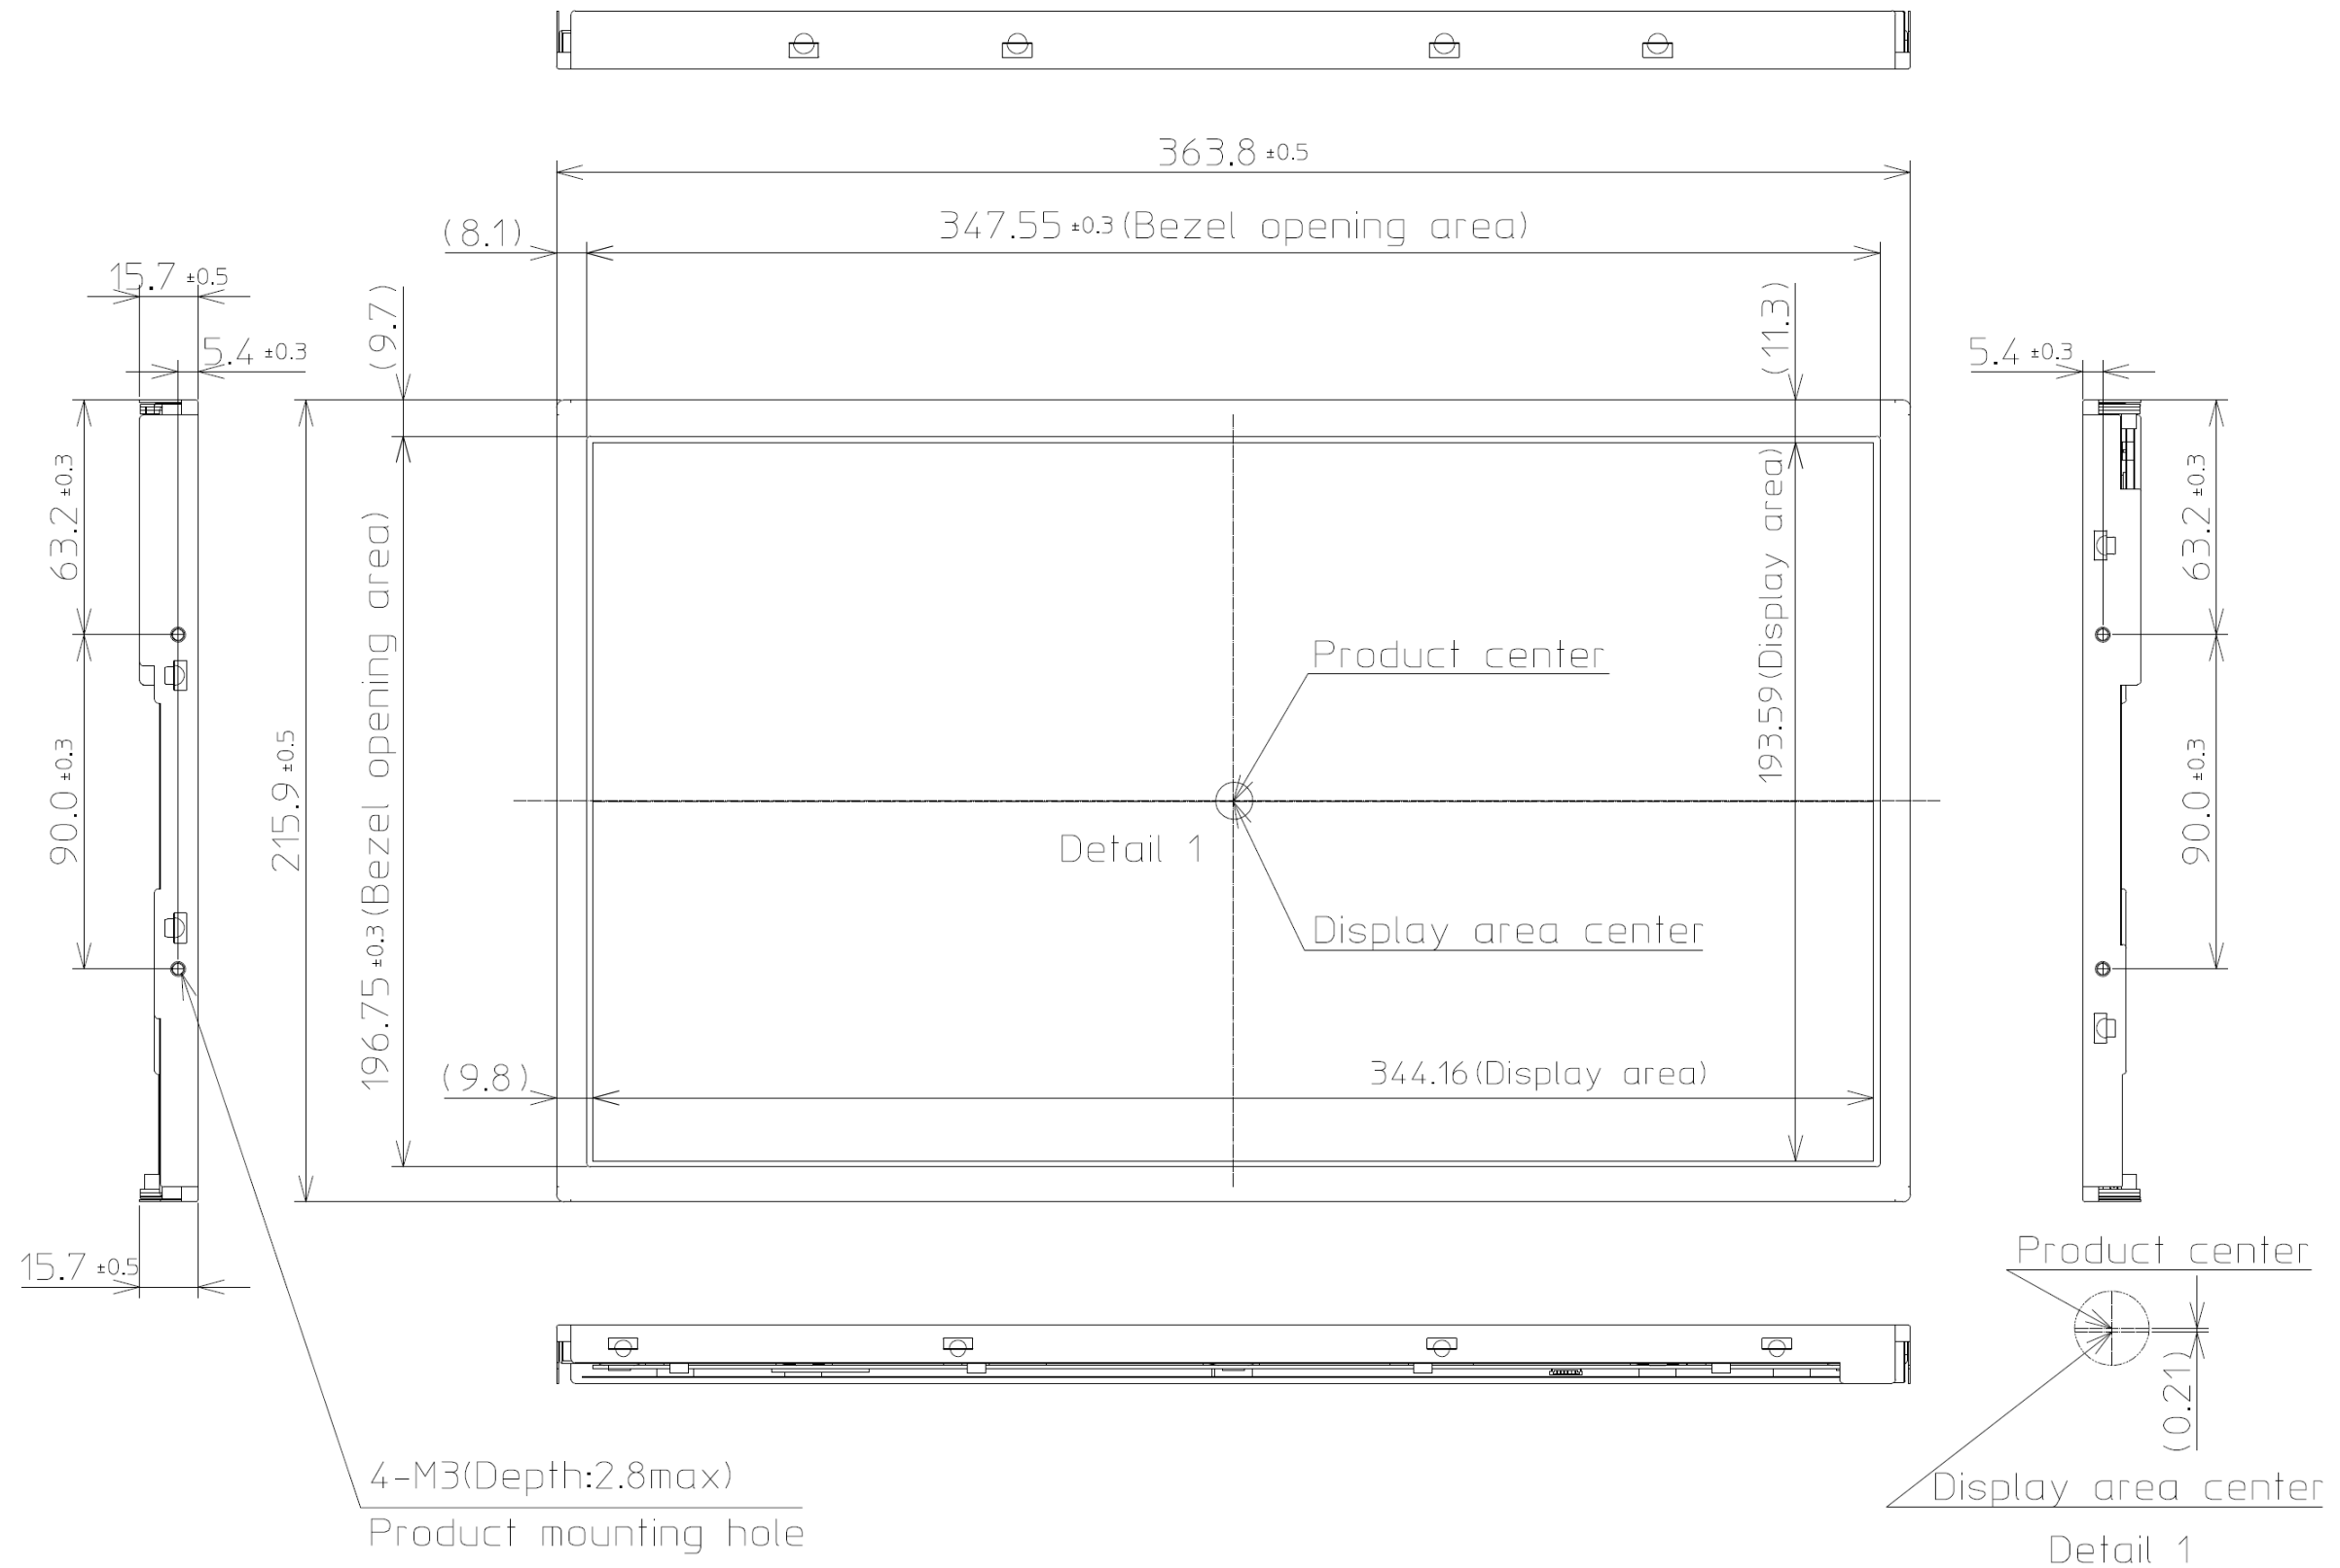 363.8 ±0.5
(8.1)
347.55 ±0.3 (Bezel opening area)
15.7 ±0.5
(9.7)
(11.3)
5.4 ±0.3
5.4 ±0.3
63.2 ±0.3
63.2 ±0.3
193.59 (Display area)
196.75 ±0.3 (Bezel opening area)
Product center
90.0 ±0.3
215.9 ±0.5
90.0 ±0.3
Detail 1
Display area center
(9.8)
344.16 (Display area)
15.7 ±0.5
Product center
(0.21)
4-M3(Depth:2.8max)
Product mounting hole
Display area center
Detail 1